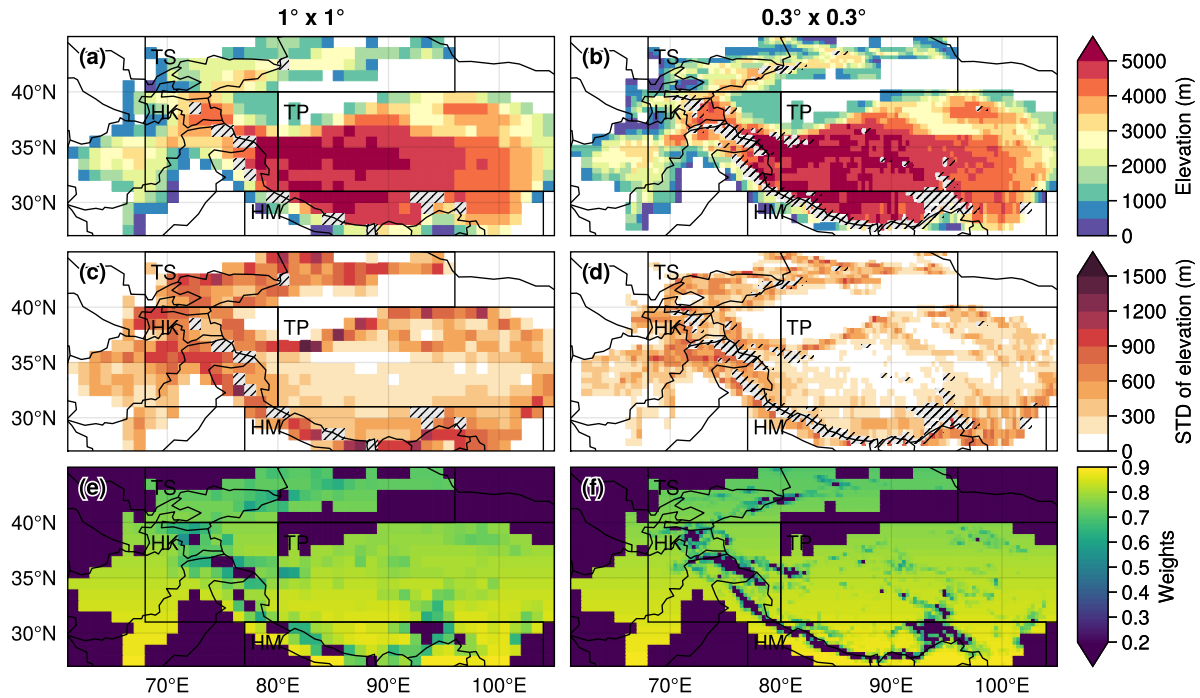 1° x 1°
0.3° x 0.3°
(a)
TS
HK
TP
HM
40°N
35°N
30°N
(b)
TS
HK
TP
HM
5000
4000
3000
2000
1000
0
Elevation (m)
(c)
TS
HK
TP
HM
40°N
35°N
30°N
(d)
TS
HK
TP
HM
1500
1200
900
600
300
0
STD of elevation (m)
(e)
TS
HK
TP
HM
40°N
35°N
30°N
70°E
80°E
90°E
100°E
(f)
TS
HK
TP
HM
70°E
80°E
90°E
100°E
0.9
0.8
0.7
0.6
0.5
0.4
0.3
0.2
Weights